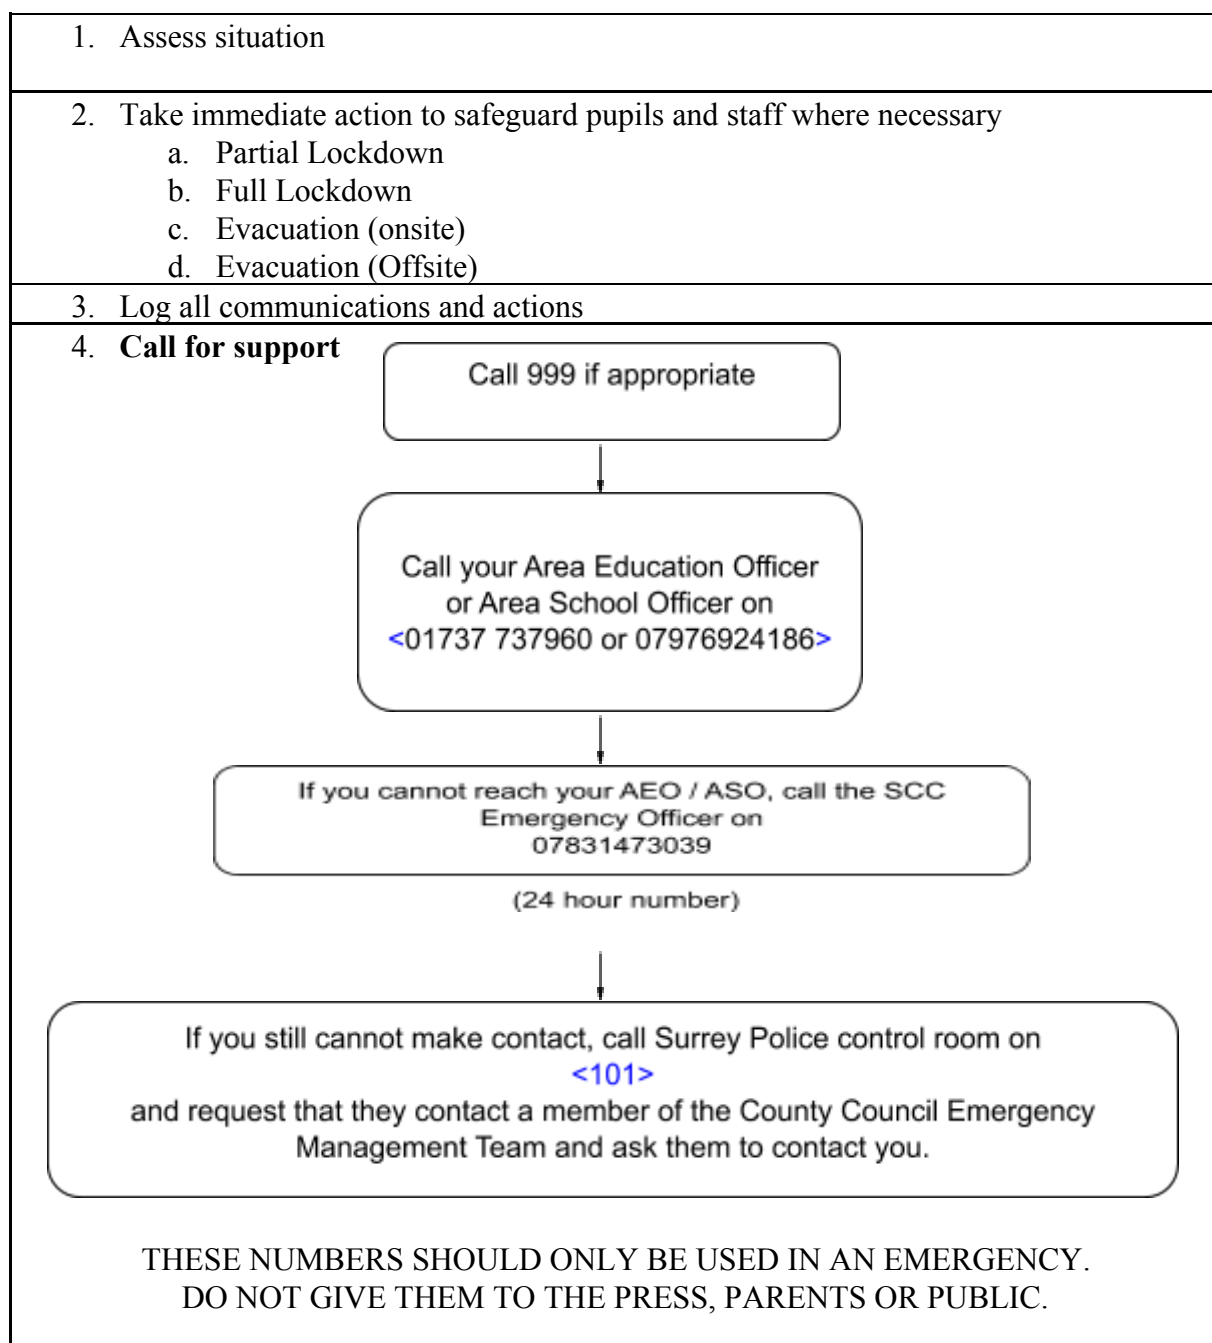 1. Assess situation
2. Take immediate action to safeguard pupils and staff where necessary
a. Partial Lockdown
b. Full Lockdown
c. Evacuation (onsite)
d. Evacuation (Offsite)
3. Log all communications and actions
4. Call for support
Call 999 if appropriate
Call your Area Education Officer
or Area School Officer on
<01737 737960 or 07976924186>
If you cannot reach your AEO / ASO, call the SCC
Emergency Officer on
07831473039
(24 hour number)
If you still cannot make contact, call Surrey Police control room on
<101>
and request that they contact a member of the County Council Emergency
Management Team and ask them to contact you.
THESE NUMBERS SHOULD ONLY BE USED IN AN EMERGENCY.
DO NOT GIVE THEM TO THE PRESS, PARENTS OR PUBLIC.